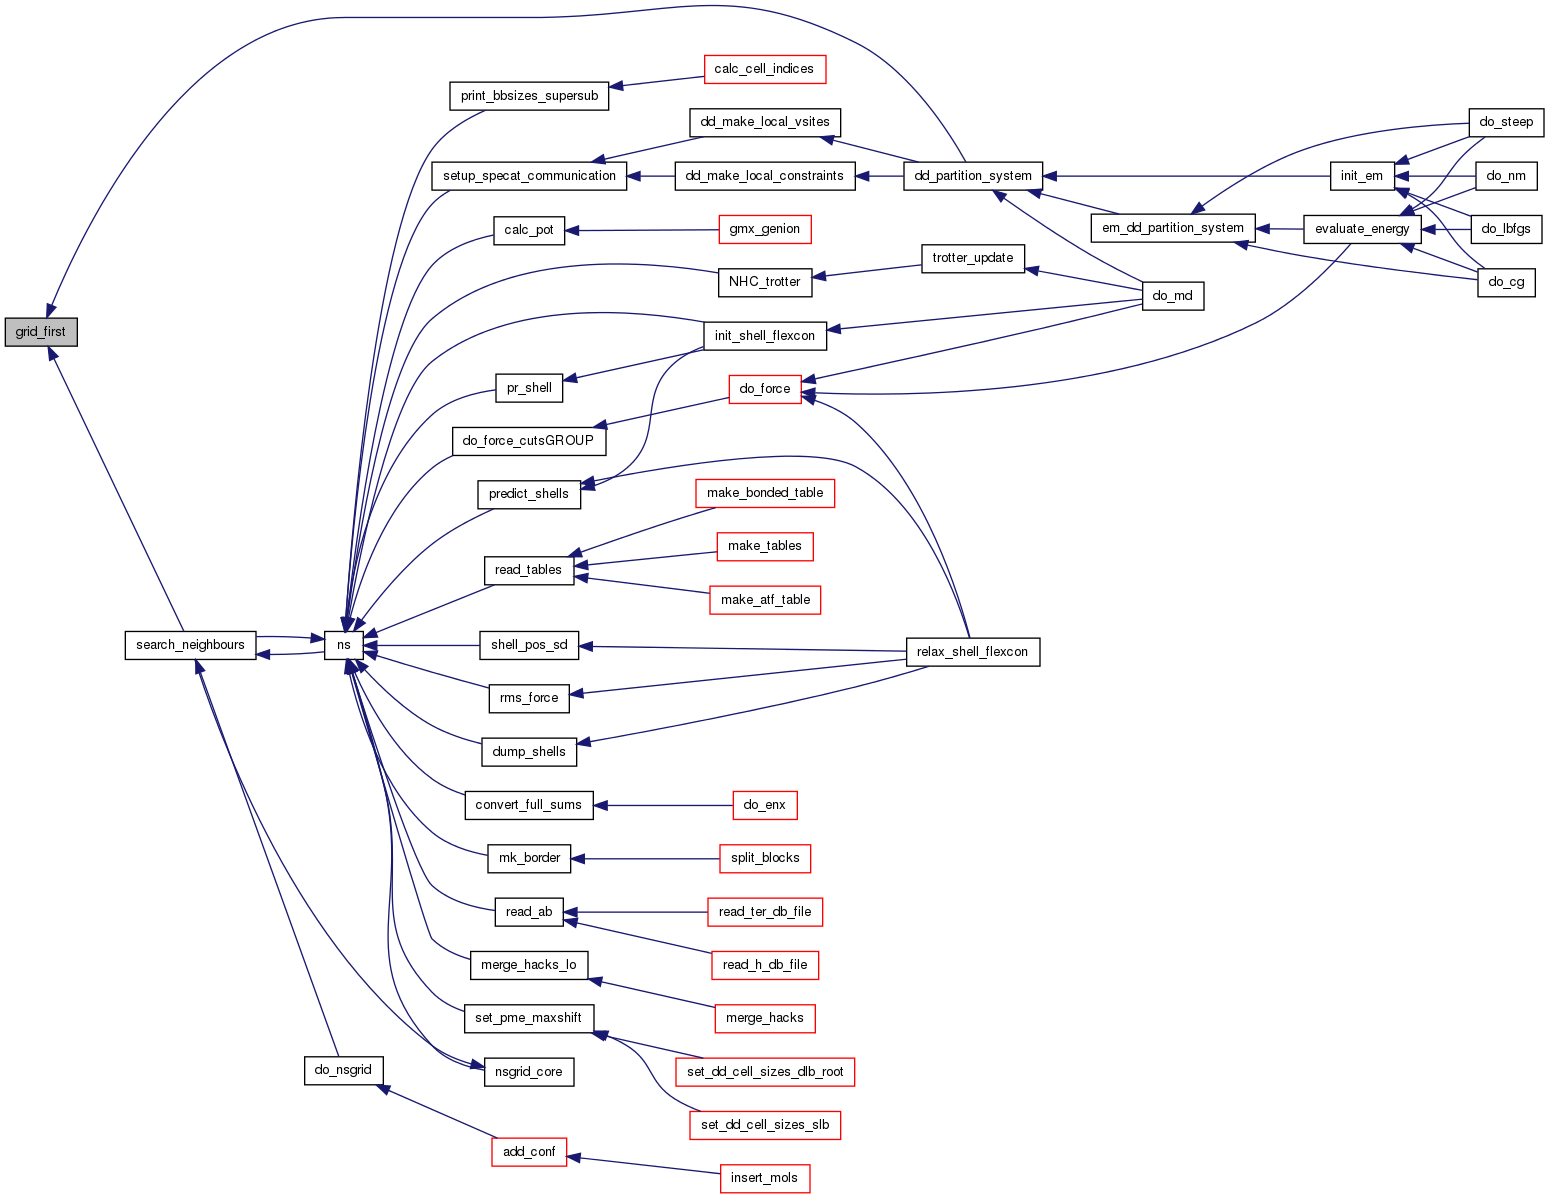 grid_first
search_neighbours
do_nsgrid
ns
print_bbsizes_supersub
setup_specat_communication
calc_pot
pr_shell
do_force_cutsGROUP
predict_shells
read_tables
shell_pos_sd
rms_force
dump_shells
convert_full_sums
mk_border
read_ab
merge_hacks_lo
set_pme_maxshift
nsgrid_core
add_conf
calc_cell_indices
dd_make_local_vsites
dd_make_local_constraints
gmx_genion
NHC_trotter
init_shell_flexcon
do_force
make_bonded_table
make_tables
make_atf_table
do_enx
split_blocks
read_ter_db_file
read_h_db_file
merge_hacks
set_dd_cell_sizes_dlb_root
set_dd_cell_sizes_slb
insert_mols
dd_partition_system
trotter_update
relax_shell_flexcon
em_dd_partition_system
do_md
init_em
evaluate_energy
do_steep
do_nm
do_lbfgs
do_cg